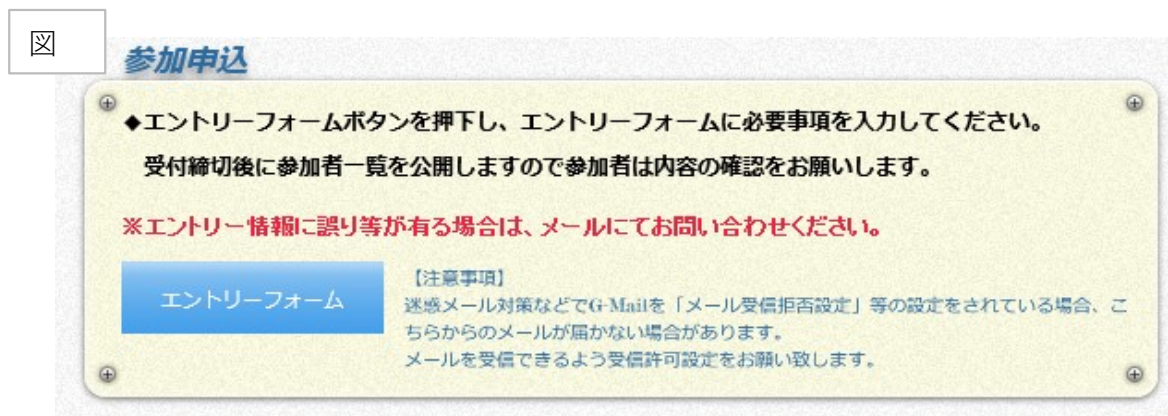 図
参加申込
◆エントリーフォームボタンを押下し、エントリーフォームに必要事項を入力してください。
受付締切後に参加者一覧を公開しますので参加者は内容の確認をお願いします。
※エントリー情報に誤り等が有る場合は、メールにてお問い合わせください。
エントリーフォーム
【注意事項】
迷惑メール対策などでG-Mailを「メール受信拒否設定」等の設定をされている場合、こ
ちらからのメールが届かない場合があります。
メールを受信できるよう受信許可設定をお願い致します。